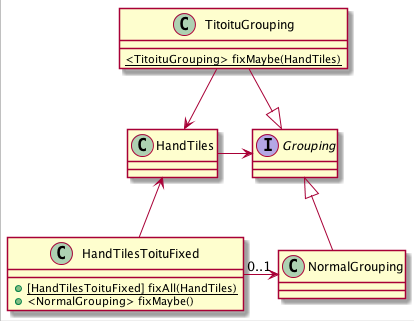 C TitoituGrouping
<TitoituGrouping> fixMaybe(HandTiles)
C HandTiles
I Grouping
C HandTilesToituFixed
[HandTilesToituFixed] fixAll(HandTiles)
<NormalGrouping> fixMaybe()
0..1
C NormalGrouping